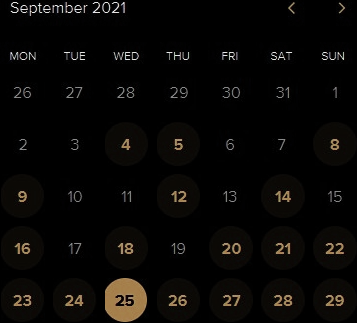 September 2021
MON TUE WED THU FRI SAT SUN
26 27 28 29 30 31 1
2 3 4 5 6 7 8
9 10 11 12 13 14 15
16 17 18 19 20 21 22
23 24 25 26 27 28 29